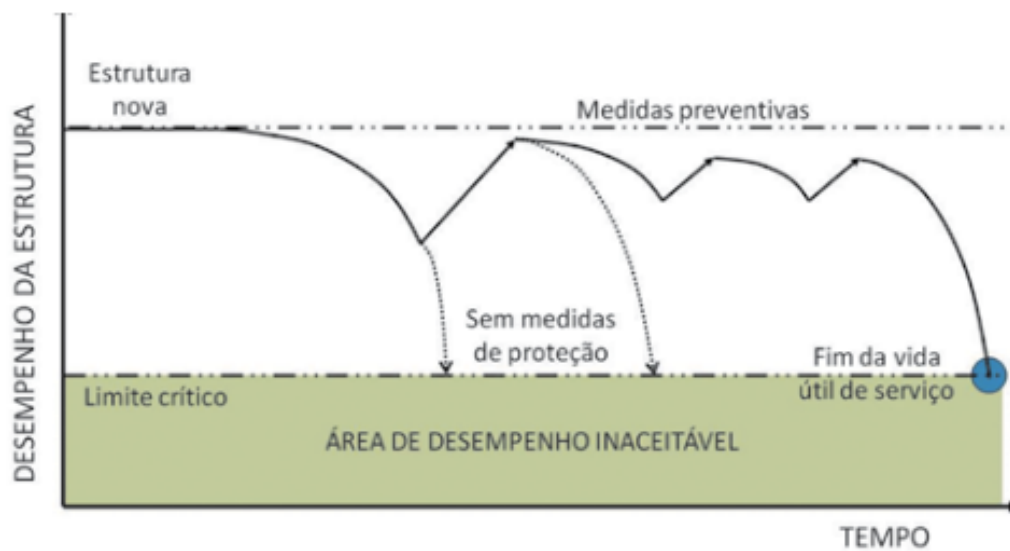 DESEMPENHO DA ESTRUTURA
Estrutura
nova
Medidas preventivas
Sem medidas
de proteção
Fim da vida
útil de serviço
Limite crítico
ÁREA DE DESEMPENHO INACEITÁVEL
TEMPO